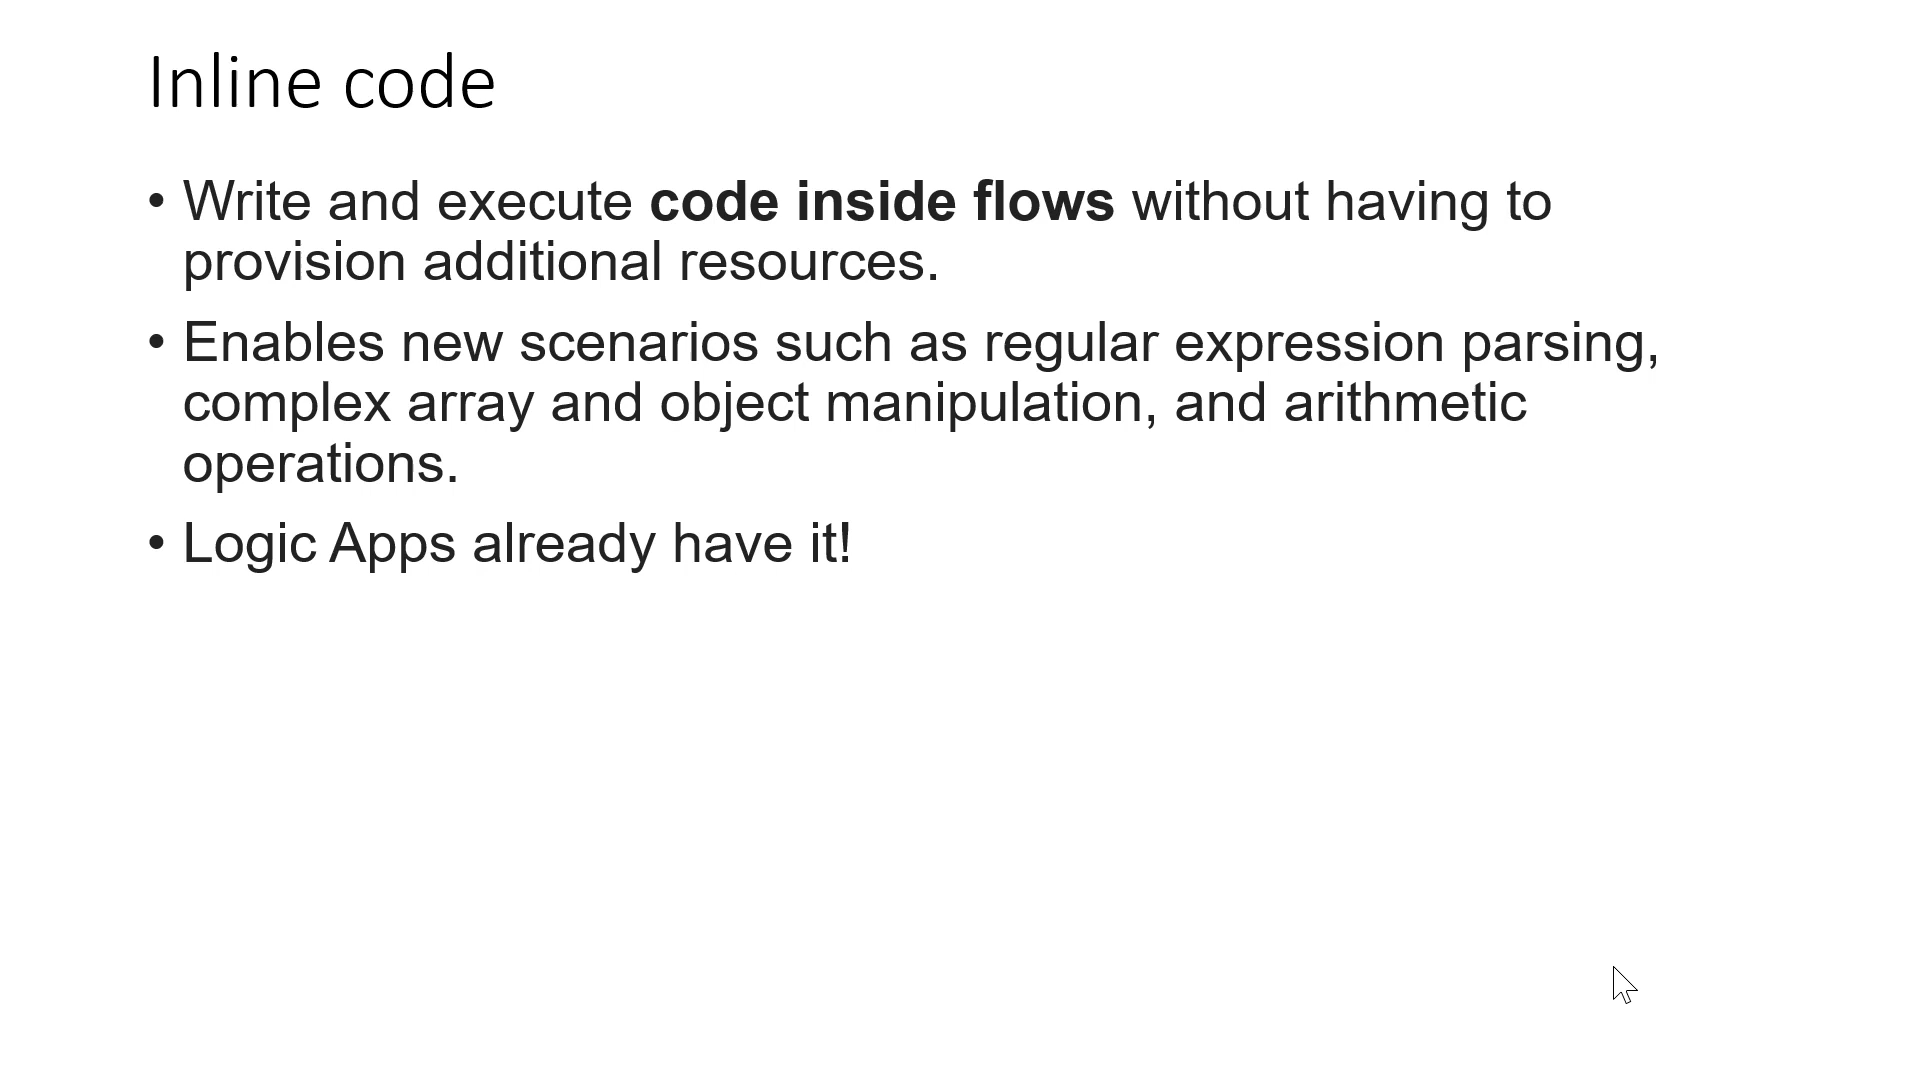 Inline code
• Write and execute code inside flows without having to
provision additional resources.
• Enables new scenarios such as regular expression parsing,
complex array and object manipulation, and arithmetic
operations.
• Logic Apps already have it!